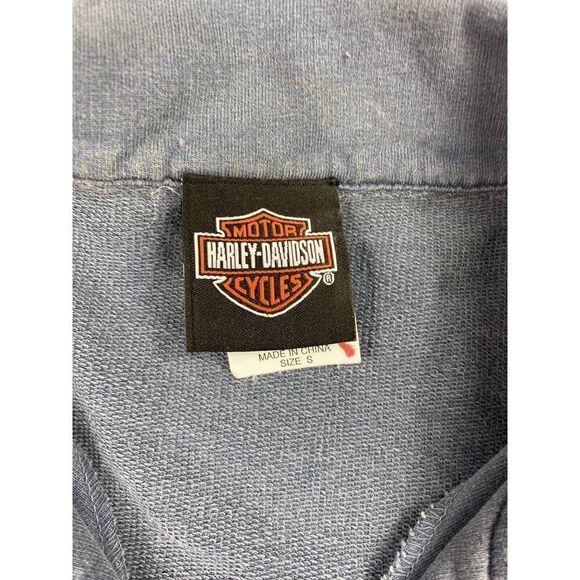 MOTOR
HARLEY-DAVIDSON
CYCLES
®
MADE IN CHINA
SIZE S